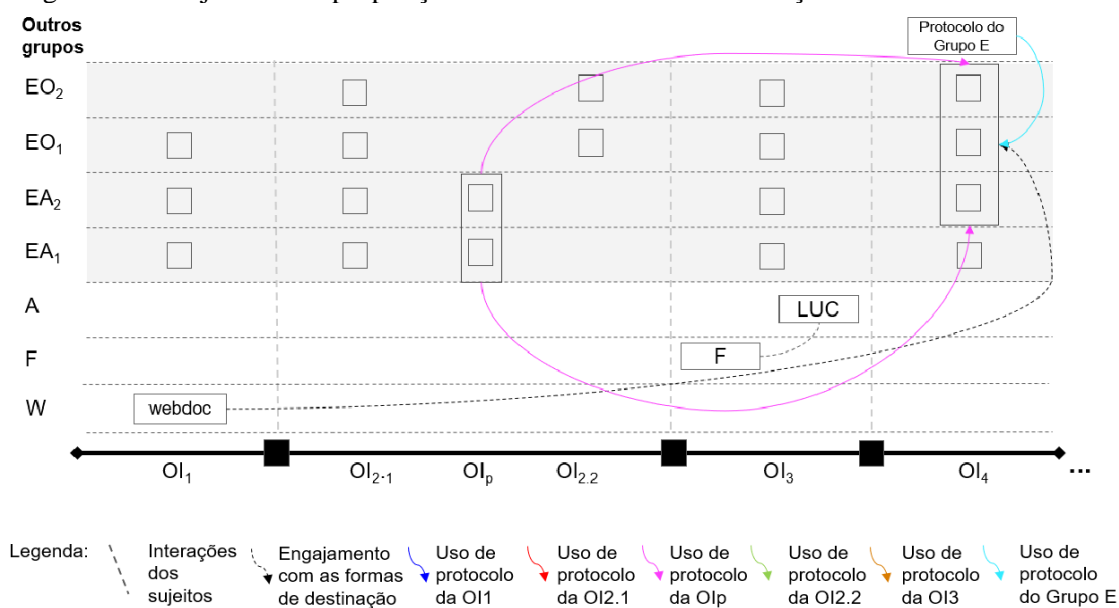 Outros
grupos
Protocolo do
Grupo E
EO2
EO1
EA2
EA1
A
LUC
F
F
W
webdoc
OI1
OI2-1
OIp
OI2.2
OI3
OI4
...
Legenda:
Interações
dos
sujeitos
Engajamento
com as formas
de destinação
Uso de
protocolo
da OI1
Uso de
protocolo
da OI2.1
Uso de
protocolo
da OIp
Uso de
protocolo
da OI2.2
Uso de
protocolo
da OI3
Uso de
protocolo
do Grupo E